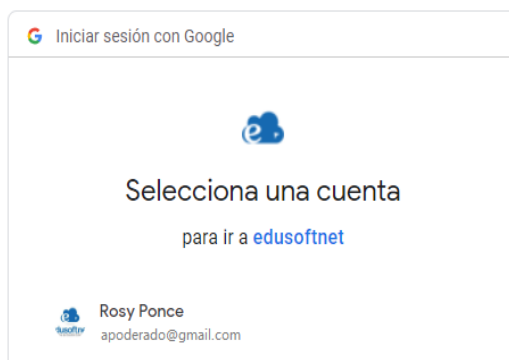 Iniciar sesión con Google
e
Selecciona una cuenta
para ir a edusoftnet
Rosy Ponce
apoderado@gmail.com